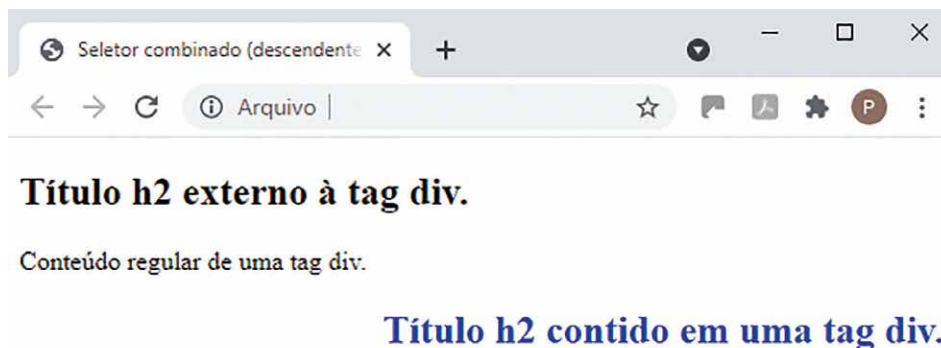 Seletor combinado (descendente
Arquivo
P
Título h2 externo à tag div.
Conteúdo regular de uma tag div.
Título h2 contido em uma tag div.